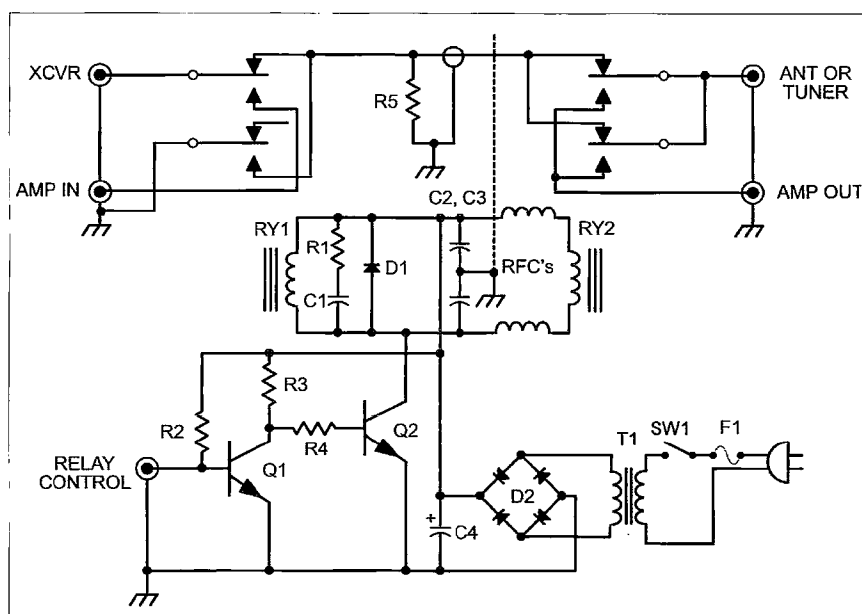 XCVR
ANT OR
TUNER
R5
AMP IN
AMP OUT
C2, C3
RY1
RY2
R1
D1
RFC's
C1
R3
R2
R4
Q2
T1
SW1
F1
RELAY
CONTROL
Q1
D2
+
C4